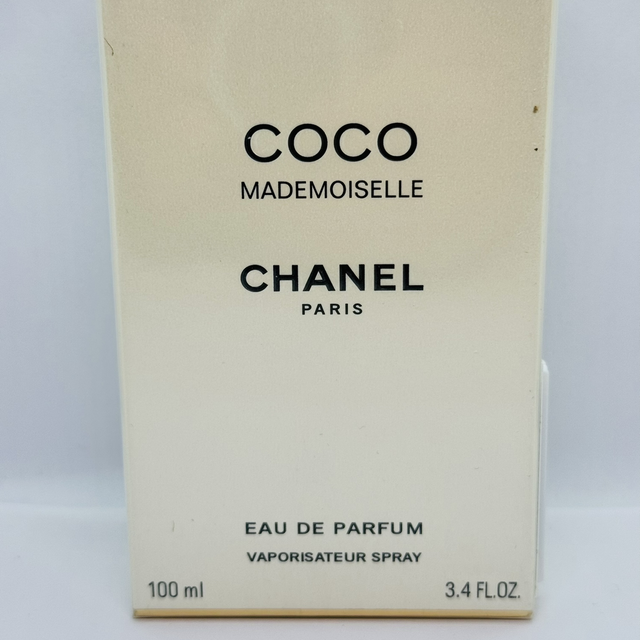 COCO
MADEMOISELLE
CHANEL
PARIS
EAU DE PARFUM
VAPORISATEUR SPRAY
100 ml 3.4 FL.OZ.